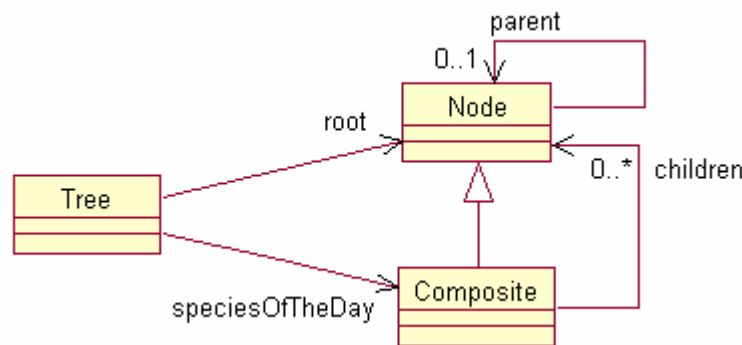 parent
0..1
Node
root
0..* children
Tree
Composite
speciesOfTheDay